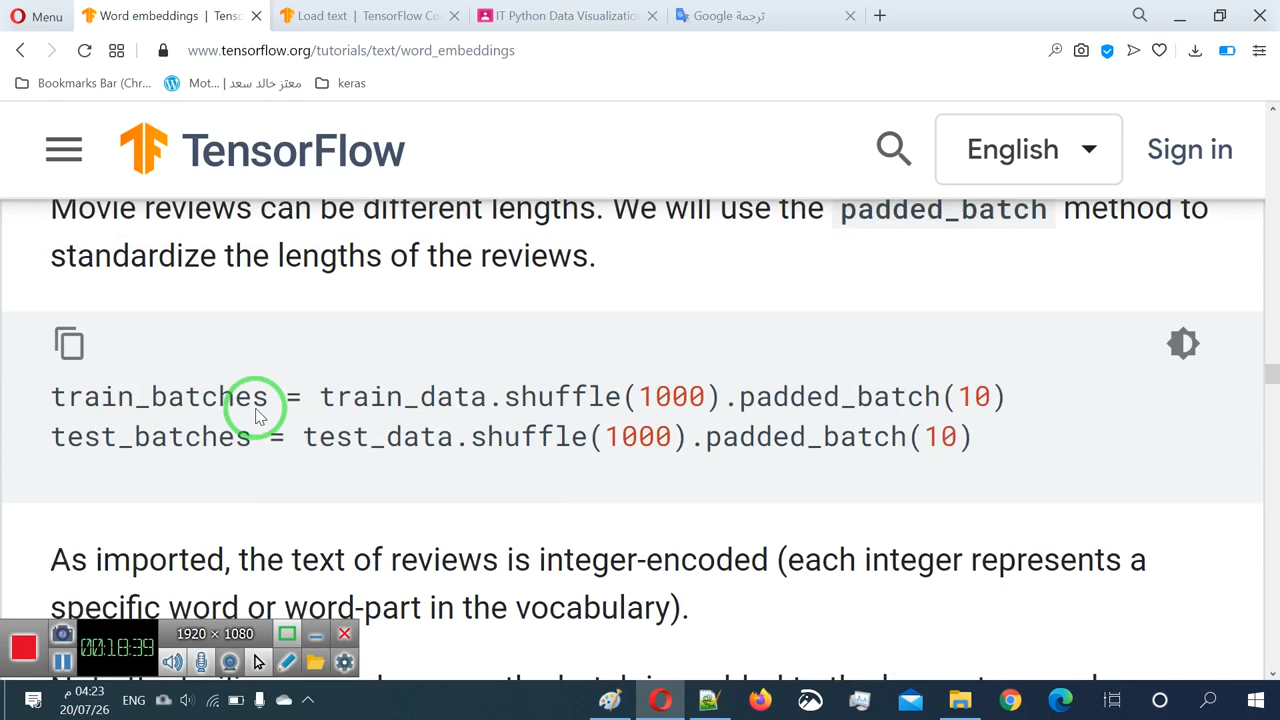 Menu
Word embeddings | Tens
Load text | TensorFlow Co
IT Python Data Visualizatio
Google ترجمة
www.tensorflow.org/tutorials/text/word_embeddings
Bookmarks Bar (Chr...
Mot... | معتز خالد سعد
keras
TensorFlow
English
Sign in
Movie reviews can be different lengths. We will use the padded_batch method to
standardize the lengths of the reviews.
train_batches = train_data.shuffle(1000).padded_batch(10)
test_batches = test_data.shuffle(1000).padded_batch(10)
As imported, the text of reviews is integer-encoded (each integer represents a
specific word or word-part in the vocabulary).
1920 × 1080
00:18:39
ENG
04:23 م
20/07/26